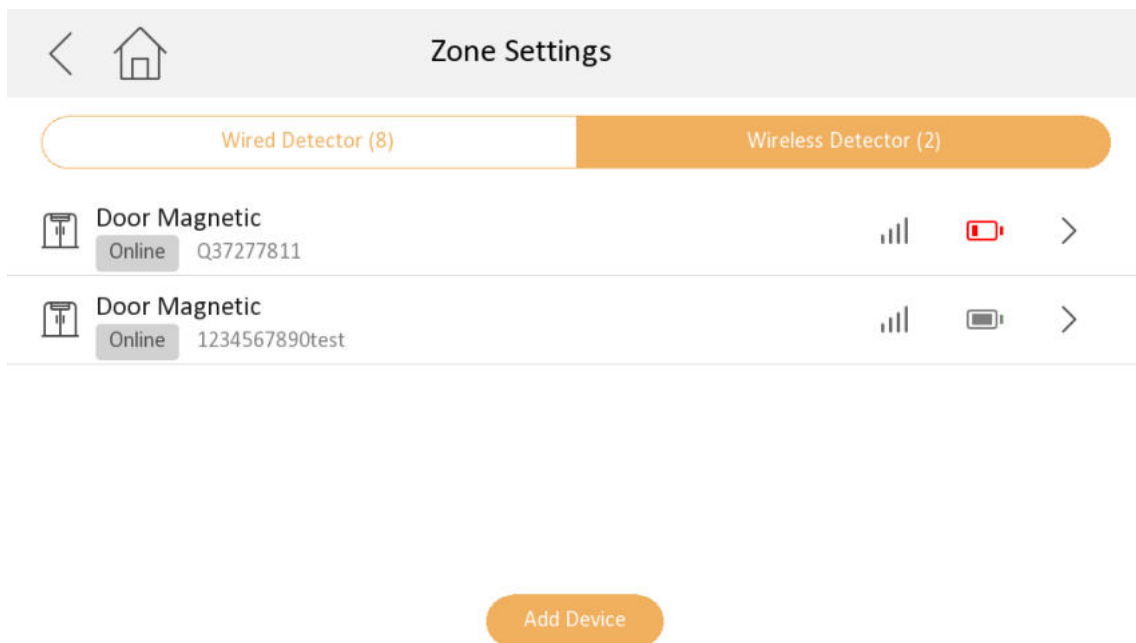 Zone Settings
Wired Detector (8)
Wireless Detector (2)
Door Magnetic
Online Q37277811
Door Magnetic
Online 1234567890test
Add Device